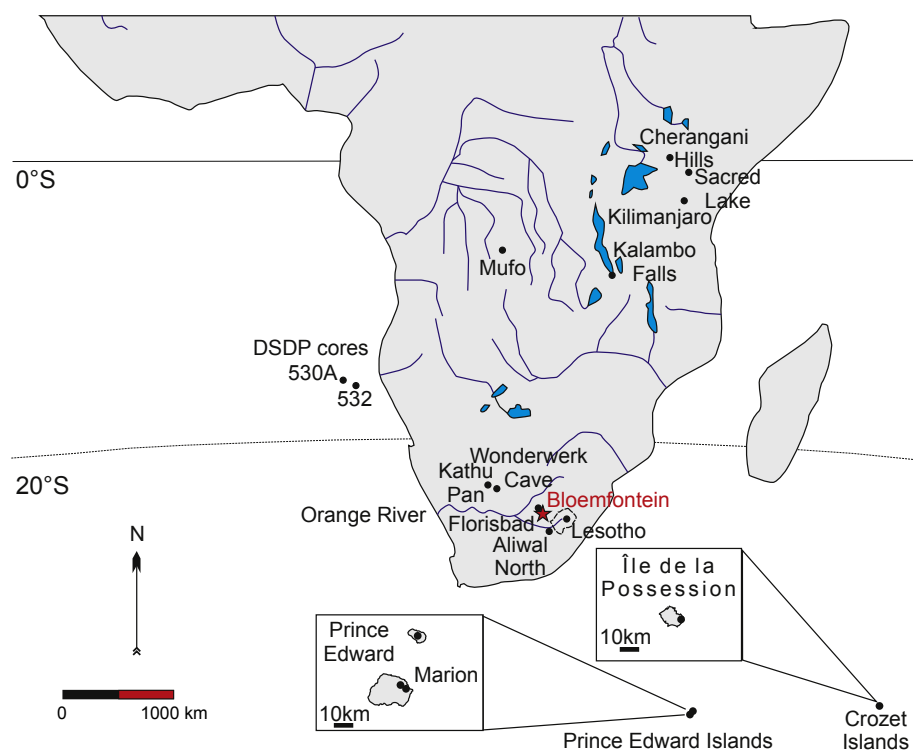 Cherangani
Hills
Sacred
Lake
Kilimanjaro
0°S
Mufo
Kalambo
Falls
DSDP cores
530A
532
20°S
Wonderwerk
Cave
Kathu
Pan
Bloemfontein
Orange River
Florisbad
Lesotho
Aliwal
North
N
Île de la
Possession
10km
Prince
Edward
Marion
10km
0
1000 km
Prince Edward Islands
Crozet
Islands